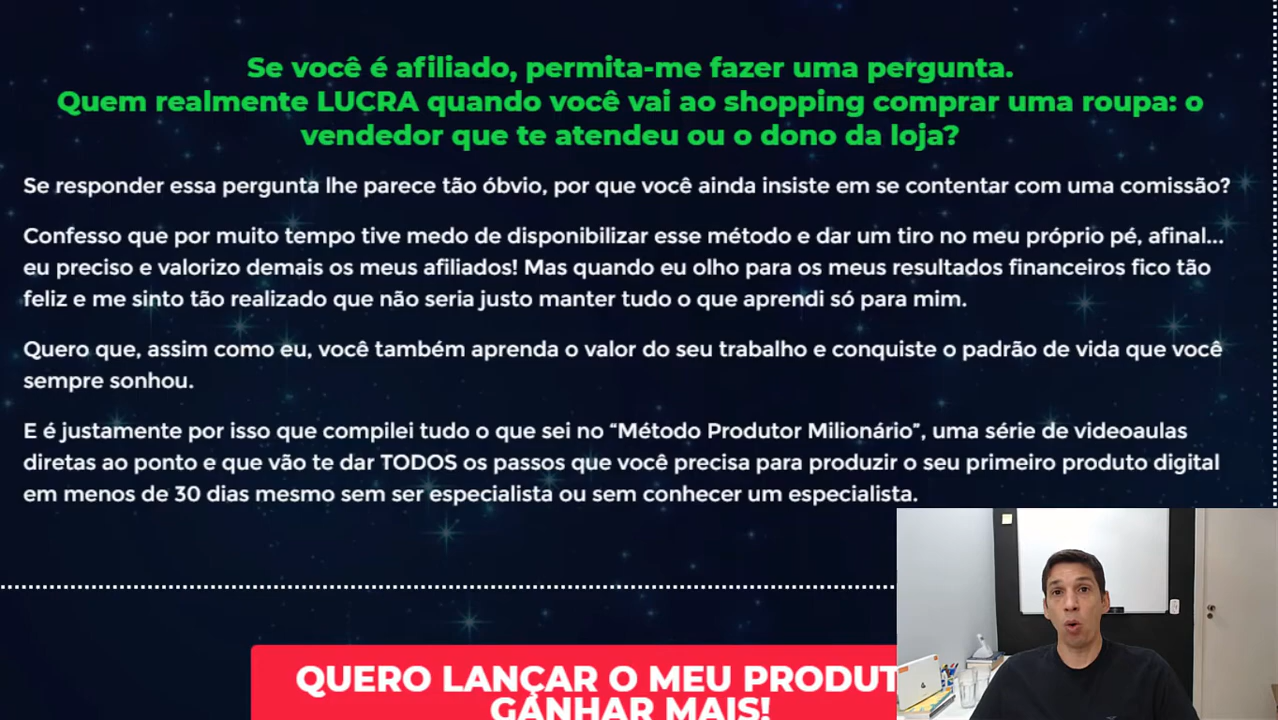 Se você é afiliado, permita-me fazer uma pergunta.
Quem realmente LUCRA quando você vai ao shopping comprar uma roupa: o
vendedor que te atendeu ou o dono da loja?
Se responder essa pergunta lhe parece tão óbvio, por que você ainda insiste em se contentar com uma comissão?
Confesso que por muito tempo tive medo de disponibilizar esse método e dar um tiro no meu próprio pé, afinal...
eu preciso e valorizo demais os meus afiliados! Mas quando eu olho para os meus resultados financeiros fico tão
feliz e me sinto tão realizado que não seria justo manter tudo o que aprendi só para mim.
Quero que, assim como eu, você também aprenda o valor do seu trabalho e conquiste o padrão de vida que você
sempre sonhou.
E é justamente por isso que compilei tudo o que sei no “Método Produtor Milionário”, uma série de videoaulas
diretas ao ponto e que vão te dar TODOS os passos que você precisa para produzir o seu primeiro produto digital
em menos de 30 dias mesmo sem ser especialista ou sem conhecer um especialista.
QUERO LANÇAR O MEU PRODUT
GANHAR MAIS!